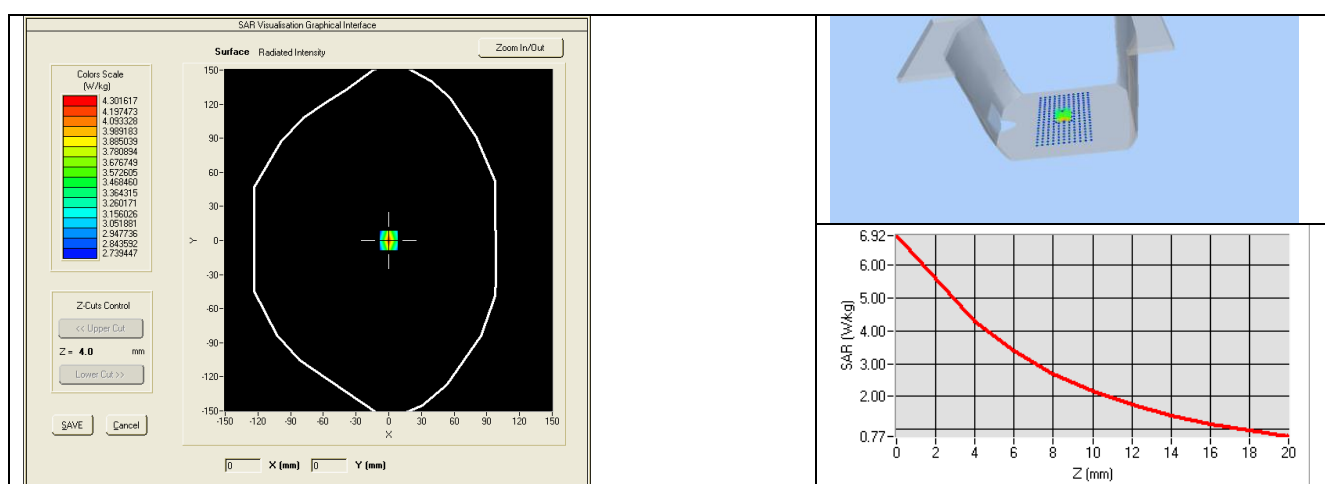 SAR Visualisation Graphical Interface
Surface Radiated Intensity
Zoom In/Out
Colors Scale
(W/kg)
4.301617
4.197473
4.093328
3.989183
3.885039
3.780894
3.676749
3.572605
3.468460
3.364315
3.260171
3.156026
3.051881
2.947736
2.843592
2.739447
Z-Cuts Control
<< Upper Cut
Z = 4.0 mm
Lower Cut >>
SAVE Cancel
150-
120-
90-
60-
30-
0-
-30-
-60-
-90-
-120-
-150-
Y
-150 -120 -90 -60 -30 0 30 60 90 120 150
X
0 X (mm) 0 Y (mm)
6.92-
6.00-
5.00-
4.00-
3.00-
2.00-
0.77-
SAR (W/kg)
0 2 4 6 8 10 12 14 16 18 20
Z (mm)